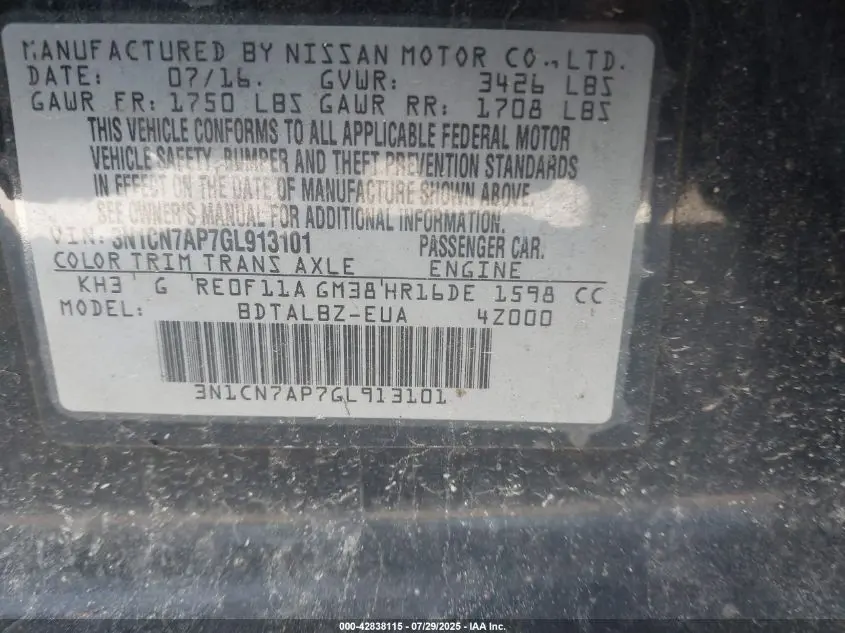 MANUFACTURED BY NISSAN MOTOR CO., LTD.
DATE: 07/16. GVWR: 3426 LBS
GAWR FR: 1750 LBS GAWR RR: 1708 LBS
THIS VEHICLE CONFORMS TO ALL APPLICABLE FEDERAL MOTOR
VEHICLE SAFETY, BUMPER AND THEFT PREVENTION STANDARDS
IN EFFECT ON THE DATE OF MANUFACTURE SHOWN ABOVE.
SEE OWNER'S MANUAL FOR ADDITIONAL INFORMATION.
VIN: 3N1CN7AP7GL913101 PASSENGER CAR.
COLOR TRIM TRANS AXLE ENGINE
KH3 G RE0F11A GM38 HR16DE 1598 CC
MODEL: BDTALBZ-EUA 4Z000
3N1CN7AP7GL913101
000-42838115 - 07/29/2025 - IAA Inc.